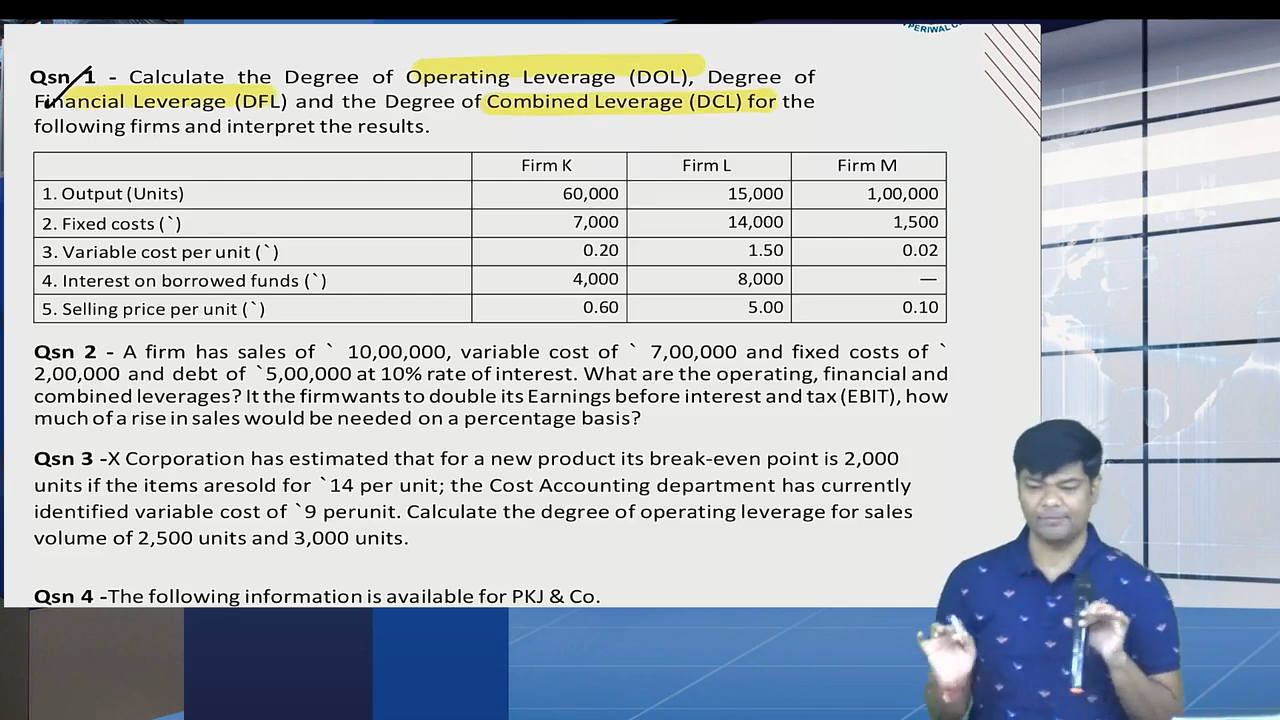 PERIWAL C
Qsn 1 - Calculate the Degree of Operating Leverage (DOL), Degree of
Financial Leverage (DFL) and the Degree of Combined Leverage (DCL) for the
following firms and interpret the results.
Firm K Firm L Firm M
1. Output (Units) 60,000 15,000 1,00,000
2. Fixed costs (`) 7,000 14,000 1,500
3. Variable cost per unit (`) 0.20 1.50 0.02
4. Interest on borrowed funds (`) 4,000 8,000 —
5. Selling price per unit (`) 0.60 5.00 0.10
Qsn 2 - A firm has sales of ` 10,00,000, variable cost of ` 7,00,000 and fixed costs of `
2,00,000 and debt of `5,00,000 at 10% rate of interest. What are the operating, financial and
combined leverages? It the firmwants to double its Earnings before interest and tax (EBIT), how
much of a rise in sales would be needed on a percentage basis?
Qsn 3 -X Corporation has estimated that for a new product its break-even point is 2,000
units if the items aresold for `14 per unit; the Cost Accounting department has currently
identified variable cost of `9 perunit. Calculate the degree of operating leverage for sales
volume of 2,500 units and 3,000 units.
Qsn 4 -The following information is available for PKJ & Co.